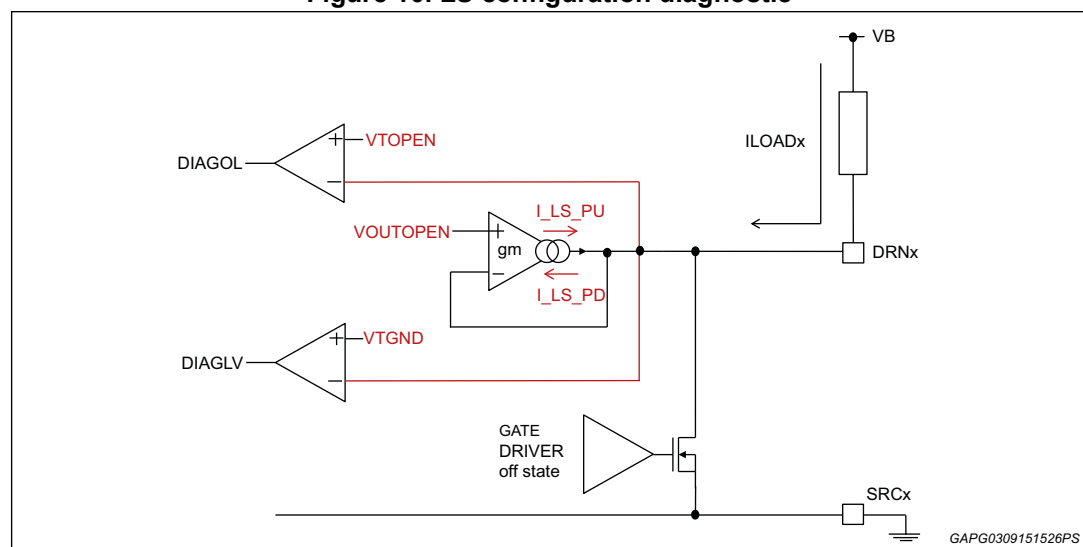 Figure 10. LS configuration diagnostic
VB
ILOADx
+
VTOPEN
DIAGOL
−
I_LS_PU
VOUTOPEN
+
gm
DRNx
−
I_LS_PD
+
VTGND
DIAGLV
−
GATE
DRIVER
off state
SRCx
GAPG0309151526PS